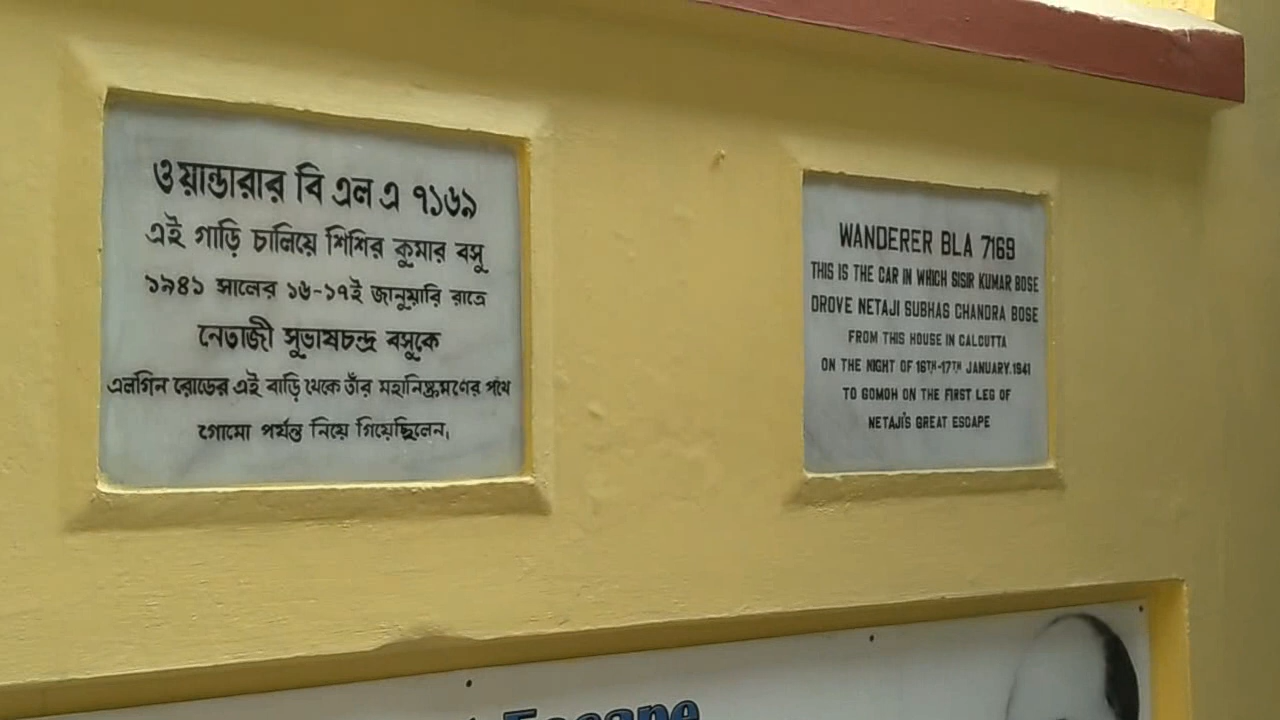 ওয়ান্ডারার বি এল এ ৭১৬৯
এই গাড়ি চালিয়ে শিশির কুমার বসু
১৯৪১ সালের ১৬-১৭ই জানুয়ারি রাত্রে
নেতাজী সুভাষচন্দ্র বসুকে
এলগিন রোডের এই বাড়ি থেকে তাঁর মহানিষ্ক্রমণের পথে
গোমো পর্যন্ত নিয়ে গিয়েছিলেন।
WANDERER BLA 7169
THIS IS THE CAR IN WHICH SISIR KUMAR BOSE
DROVE NETAJI SUBHAS CHANDRA BOSE
FROM THIS HOUSE IN CALCUTTA
ON THE NIGHT OF 16TH-17TH JANUARY.1941
TO GOMOH ON THE FIRST LEG OF
NETAJI'S GREAT ESCAPE
Escape